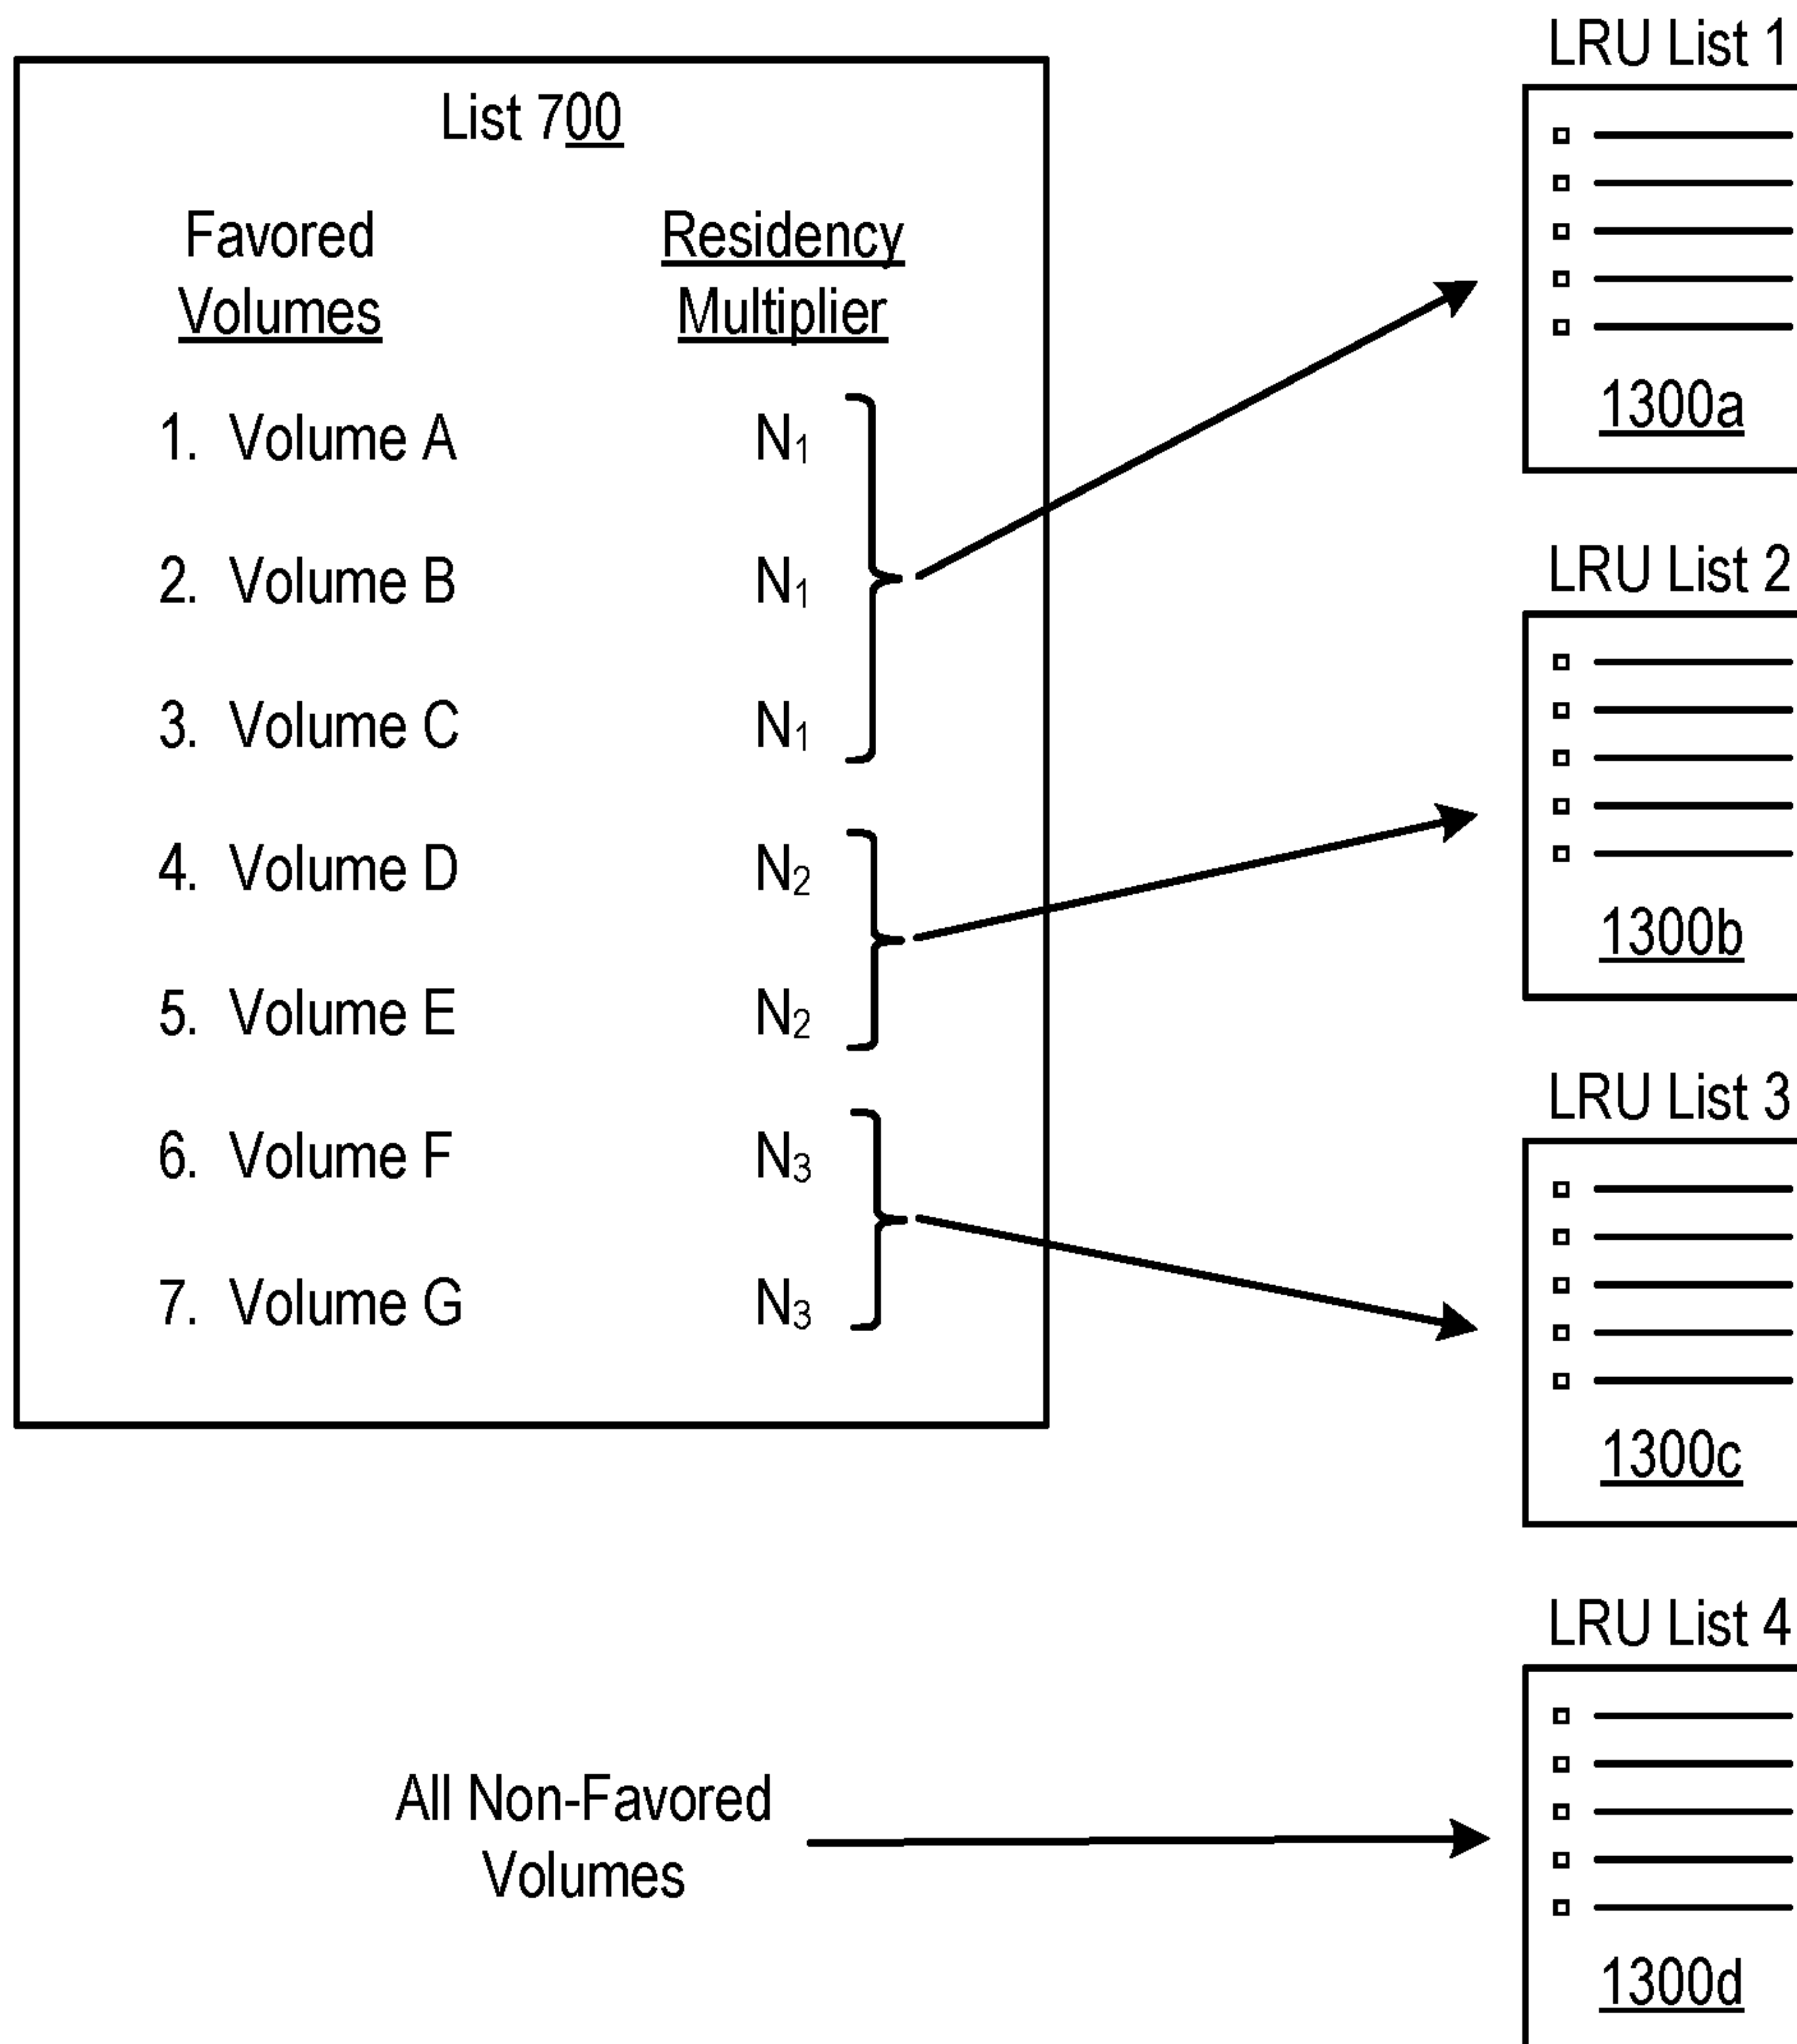 List 700
Favored Volumes
Residency Multiplier
1. Volume A N₁
2. Volume B N₁
3. Volume C N₁
4. Volume D N₂
5. Volume E N₂
6. Volume F N₃
7. Volume G N₃
All Non-Favored
Volumes
LRU List 1
1300a
LRU List 2
1300b
LRU List 3
1300c
LRU List 4
1300d